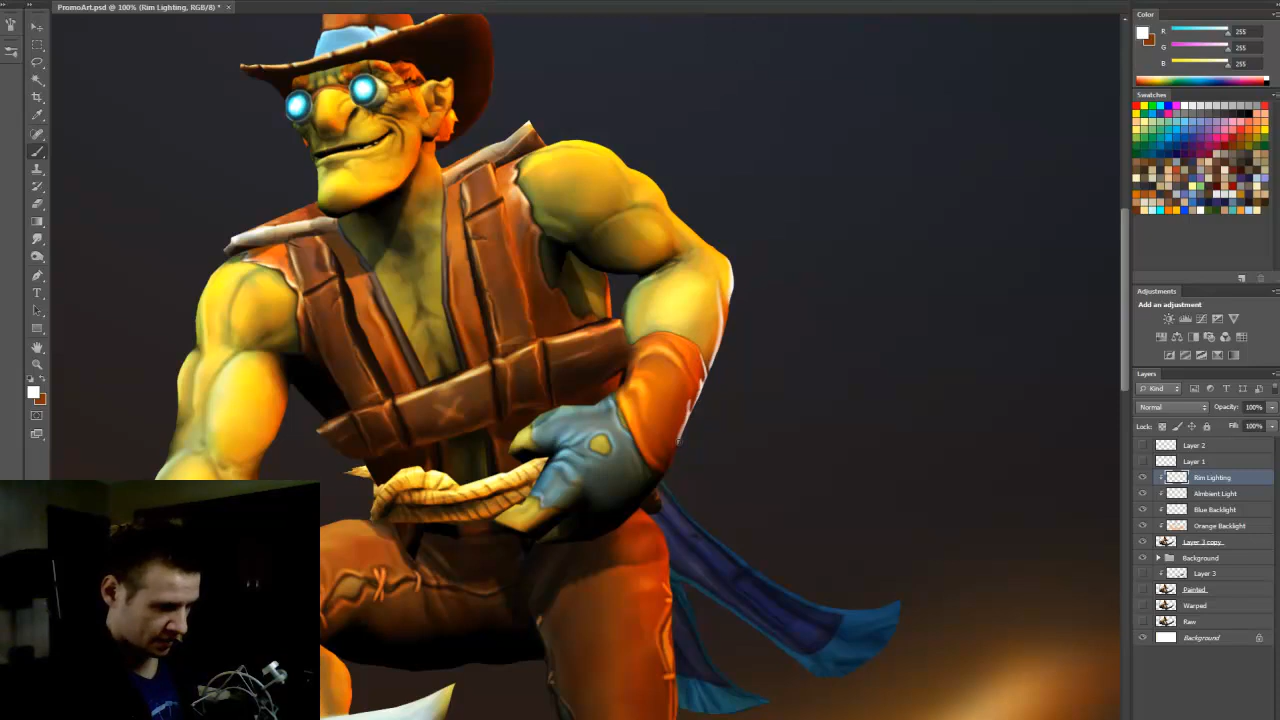 PromoArt.psd @ 100% (Rim Lighting, RGB/8) * ×
Color
R 255
G 255
B 255
Swatches
Adjustments
Add an adjustment
Layers
Kind
Normal Opacity: 100%
Lock: Fill: 100%
Layer 2
Layer 1
Rim Lighting
Almbient Light
Blue Backlight
Orange Backlight
Layer 3 copy
Background
Layer 3
Painted
Warped
Raw
Background